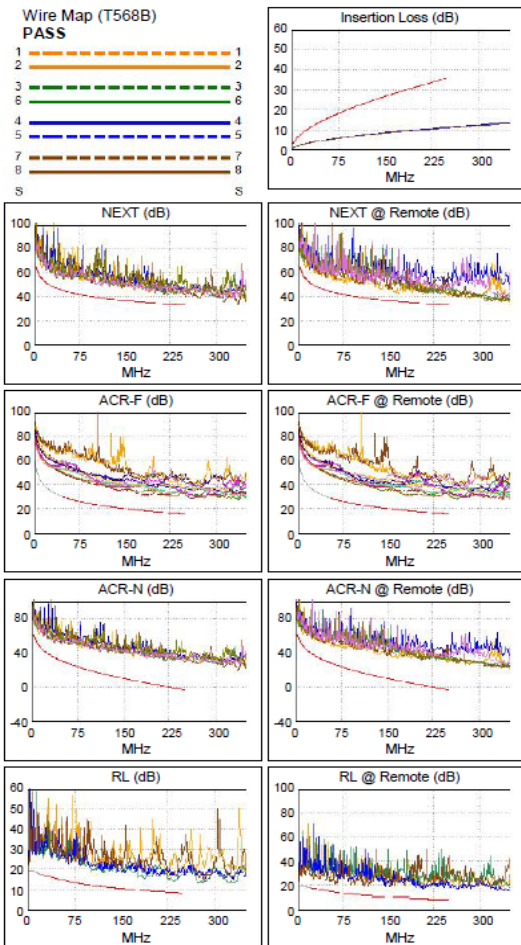 Wire Map (T568B)
PASS
1 1
2 2
3 3
6 6
4 4
5 5
7 7
8 8
S S
Insertion Loss (dB)
60
50
40
30
20
10
0
0 75 150 225 300
MHz
NEXT (dB)
100
80
60
40
20
0
0 75 150 225 300
MHz
NEXT @ Remote (dB)
100
80
60
40
20
0
0 75 150 225 300
MHz
ACR-F (dB)
100
80
60
40
20
0
0 75 150 225 300
MHz
ACR-F @ Remote (dB)
100
80
60
40
20
0
0 75 150 225 300
MHz
ACR-N (dB)
80
40
0
-40
0 75 150 225 300
MHz
ACR-N @ Remote (dB)
80
40
0
-40
0 75 150 225 300
MHz
RL (dB)
60
50
40
30
20
10
0
0 75 150 225 300
MHz
RL @ Remote (dB)
100
80
60
40
20
0
0 75 150 225 300
MHz